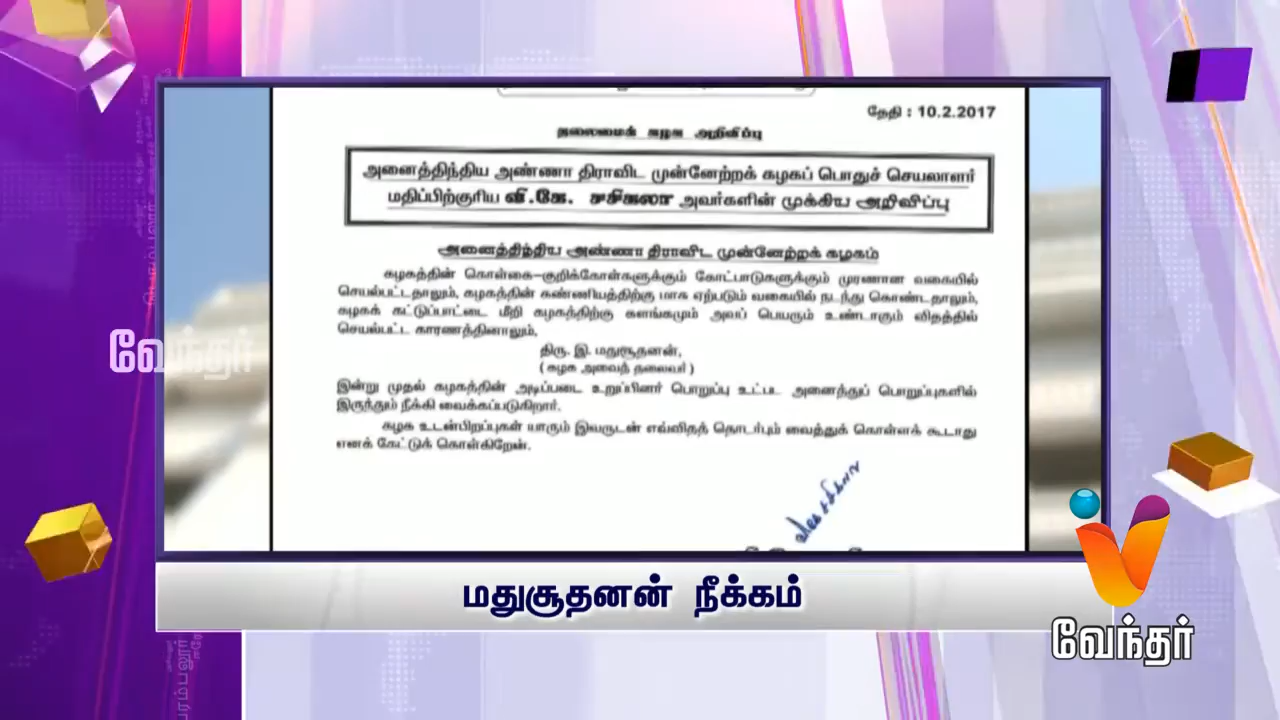 தேதி : 10.2.2017
தலைமைக் கழக அறிவிப்பு
அனைத்திந்திய அண்ணா திராவிட முன்னேற்றக் கழகப் பொதுச் செயலாளர்
மதிப்பிற்குரிய வி.கே. சசிகலா அவர்களின் முக்கிய அறிவிப்பு
அனைத்திந்திய அண்ணா திராவிட முன்னேற்றக் கழகம்
கழகத்தின் கொள்கை–குறிக்கோள்களுக்கும் கோட்பாடுகளுக்கும் முரணான வகையில்
செயல்பட்டதாலும், கழகத்தின் கண்ணியத்திற்கு மாசு ஏற்படும் வகையில் நடந்து கொண்டதாலும்,
கழகக் கட்டுப்பாட்டை மீறி கழகத்திற்கு களங்கமும் அவப் பெயரும் உண்டாகும் விதத்தில்
செயல்பட்ட காரணத்தினாலும்,
திரு. இ. மதுசூதனன்,
(கழக அவைத் தலைவர்)
இன்று முதல் கழகத்தின் அடிப்படை உறுப்பினர் பொறுப்பு உட்பட அனைத்துப் பொறுப்புகளில்
இருந்தும் நீக்கி வைக்கப்படுகிறார்.
கழக உடன்பிறப்புகள் யாரும் இவருடன் எவ்விதத் தொடர்பும் வைத்துக் கொள்ளக் கூடாது
எனக் கேட்டுக் கொள்கிறேன்.
வேந்தர்
மதுசூதனன் நீக்கம்
வேந்தர்